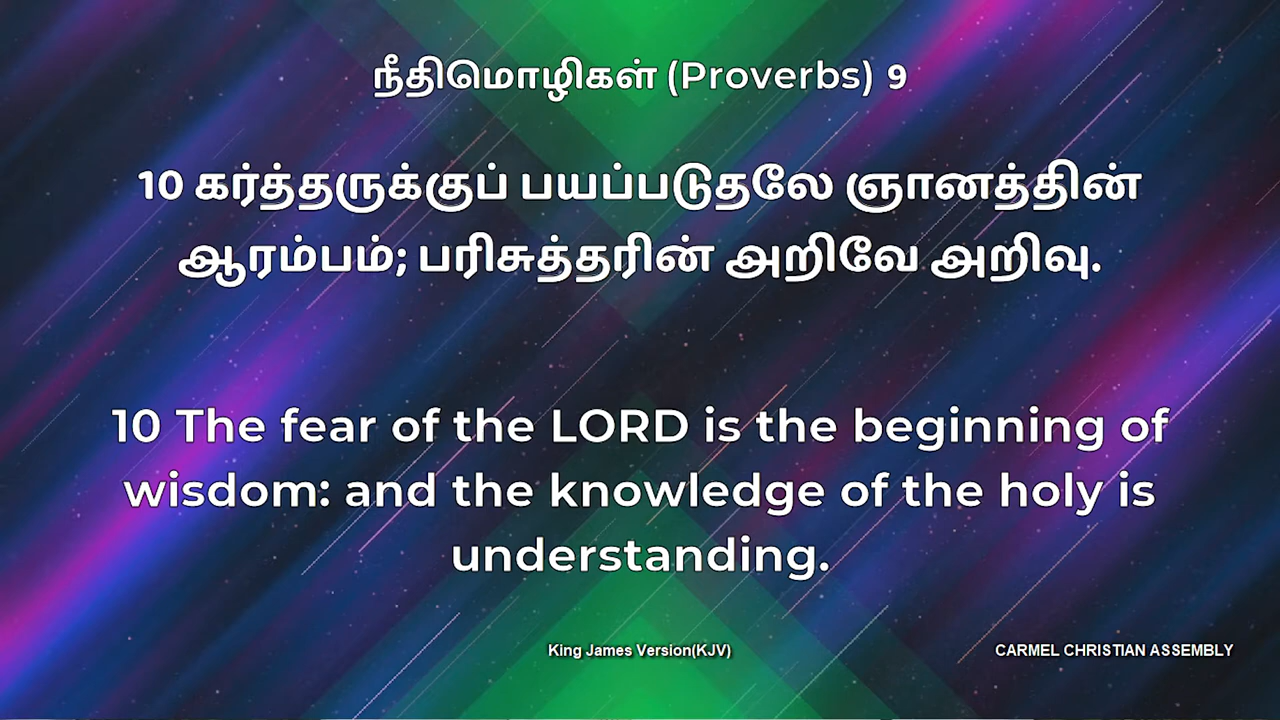 நீதிமொழிகள் (Proverbs) 9
10 கர்த்தருக்குப் பயப்படுதலே ஞானத்தின்
ஆரம்பம்; பரிசுத்தரின் அறிவே அறிவு.
10 The fear of the LORD is the beginning of
wisdom: and the knowledge of the holy is
understanding.
King James Version(KJV)
CARMEL CHRISTIAN ASSEMBLY